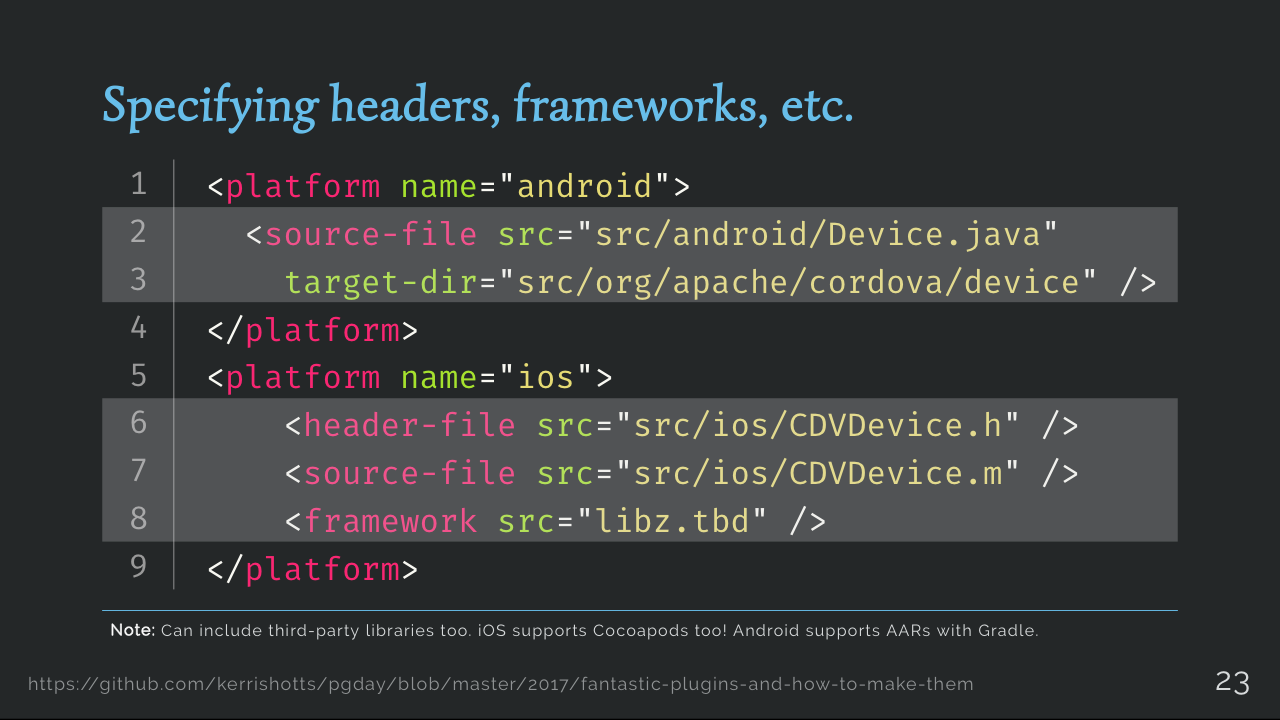 Specifying headers, frameworks, etc.
1 <platform name="android">
2 <source-file src="src/android/Device.java"
3 target-dir="src/org/apache/cordova/device" />
4 </platform>
5 <platform name="ios">
6 <header-file src="src/ios/CDVDevice.h" />
7 <source-file src="src/ios/CDVDevice.m" />
8 <framework src="libz.tbd" />
9 </platform>
Note: Can include third-party libraries too. iOS supports Cocoapods too! Android supports AARs with Gradle.
https://github.com/kerrishotts/pgday/blob/master/2017/fantastic-plugins-and-how-to-make-them
23